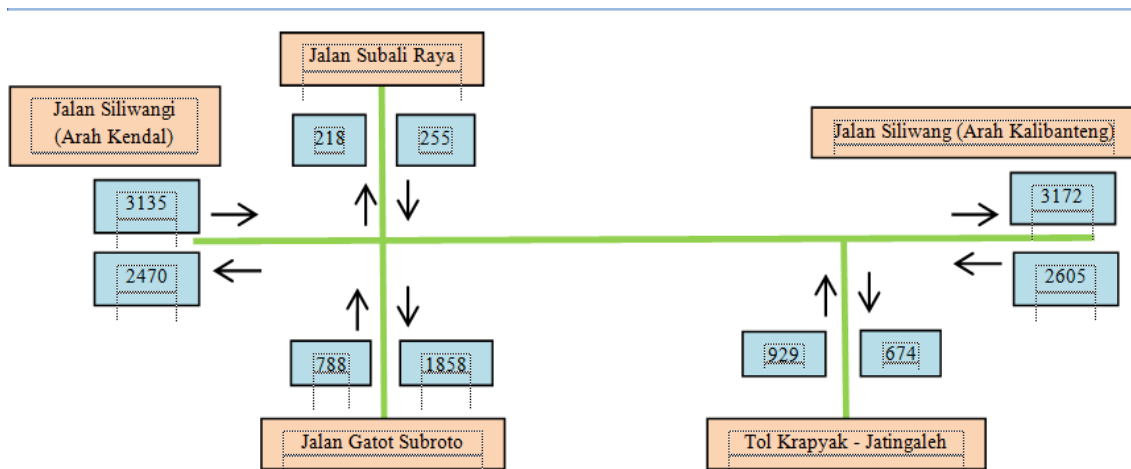 Jalan Subali Raya
Jalan Siliwangi
(Arah Kendal)
218
255
Jalan Siliwang (Arah Kalibanteng)
3135
3172
2470
2605
788
1858
929
674
Jalan Gatot Subroto
Tol Krapyak - Jatingaleh